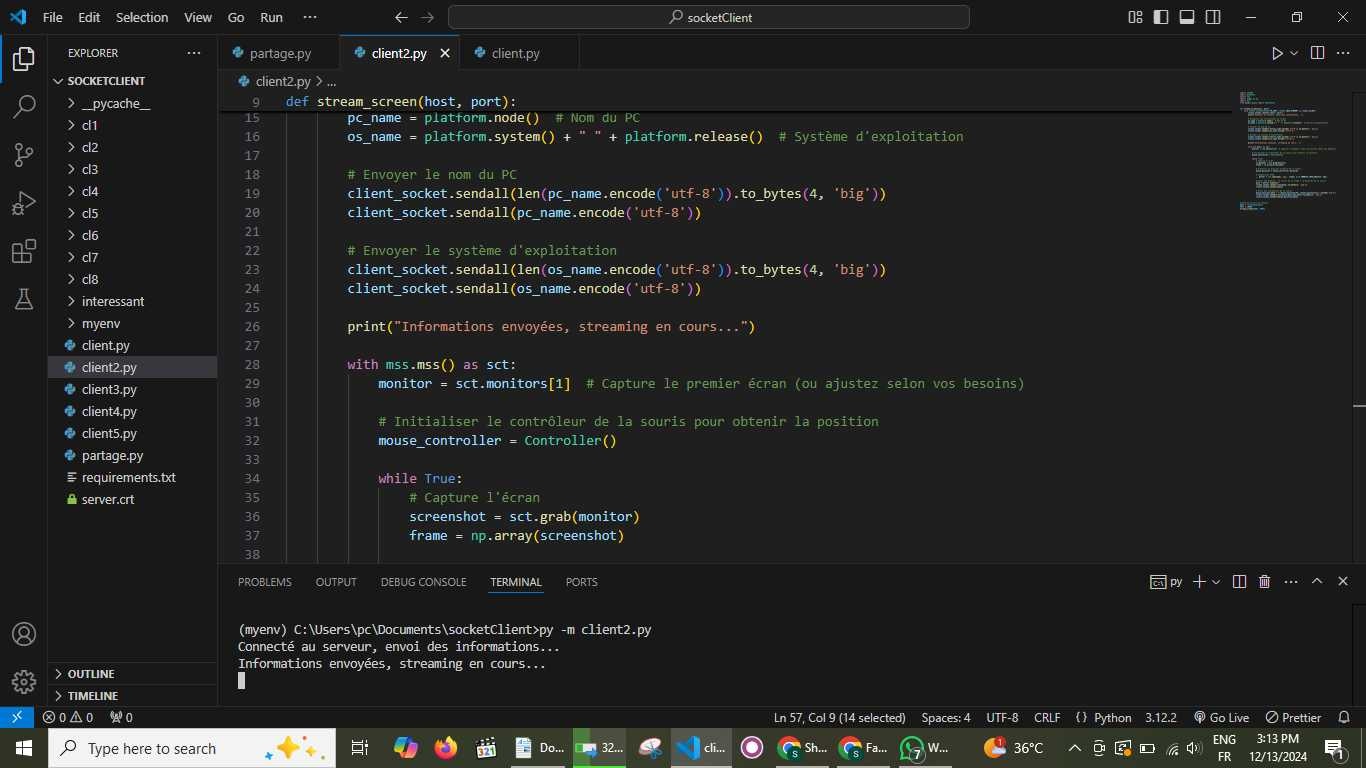 File Edit Selection View Go Run ··· socketClient
EXPLORER ···
SOCKETCLIENT
__pycache__
cl1
cl2
cl3
cl4
cl5
cl6
cl7
cl8
interessant
myenv
client.py
client2.py
client3.py
client4.py
client5.py
partage.py
requirements.txt
server.crt
OUTLINE
TIMELINE
partage.py client2.py client.py
client2.py > ...
9 def stream_screen(host, port):
15 pc_name = platform.node() # Nom du PC
16 os_name = platform.system() + " " + platform.release() # Système d'exploitation
17
18 # Envoyer le nom du PC
19 client_socket.sendall(len(pc_name.encode('utf-8')).to_bytes(4, 'big'))
20 client_socket.sendall(pc_name.encode('utf-8'))
21
22 # Envoyer le système d'exploitation
23 client_socket.sendall(len(os_name.encode('utf-8')).to_bytes(4, 'big'))
24 client_socket.sendall(os_name.encode('utf-8'))
25
26 print("Informations envoyées, streaming en cours...")
27
28 with mss.mss() as sct:
29 monitor = sct.monitors[1] # Capture le premier écran (ou ajustez selon vos besoins)
30
31 # Initialiser le contrôleur de la souris pour obtenir la position
32 mouse_controller = Controller()
33
34 while True:
35 # Capture l'écran
36 screenshot = sct.grab(monitor)
37 frame = np.array(screenshot)
38
PROBLEMS OUTPUT DEBUG CONSOLE TERMINAL PORTS py
(myenv) C:\Users\pc\Documents\socketClient>py -m client2.py
Connecté au serveur, envoi des informations...
Informations envoyées, streaming en cours...
0 0 0 Ln 57, Col 9 (14 selected) Spaces: 4 UTF-8 CRLF { } Python 3.12.2 Go Live Prettier
Type here to search Do... 32... cli... Sh... Fa... 7 W... 1 36°C ENG 3:13 PM 1
FR 12/13/2024